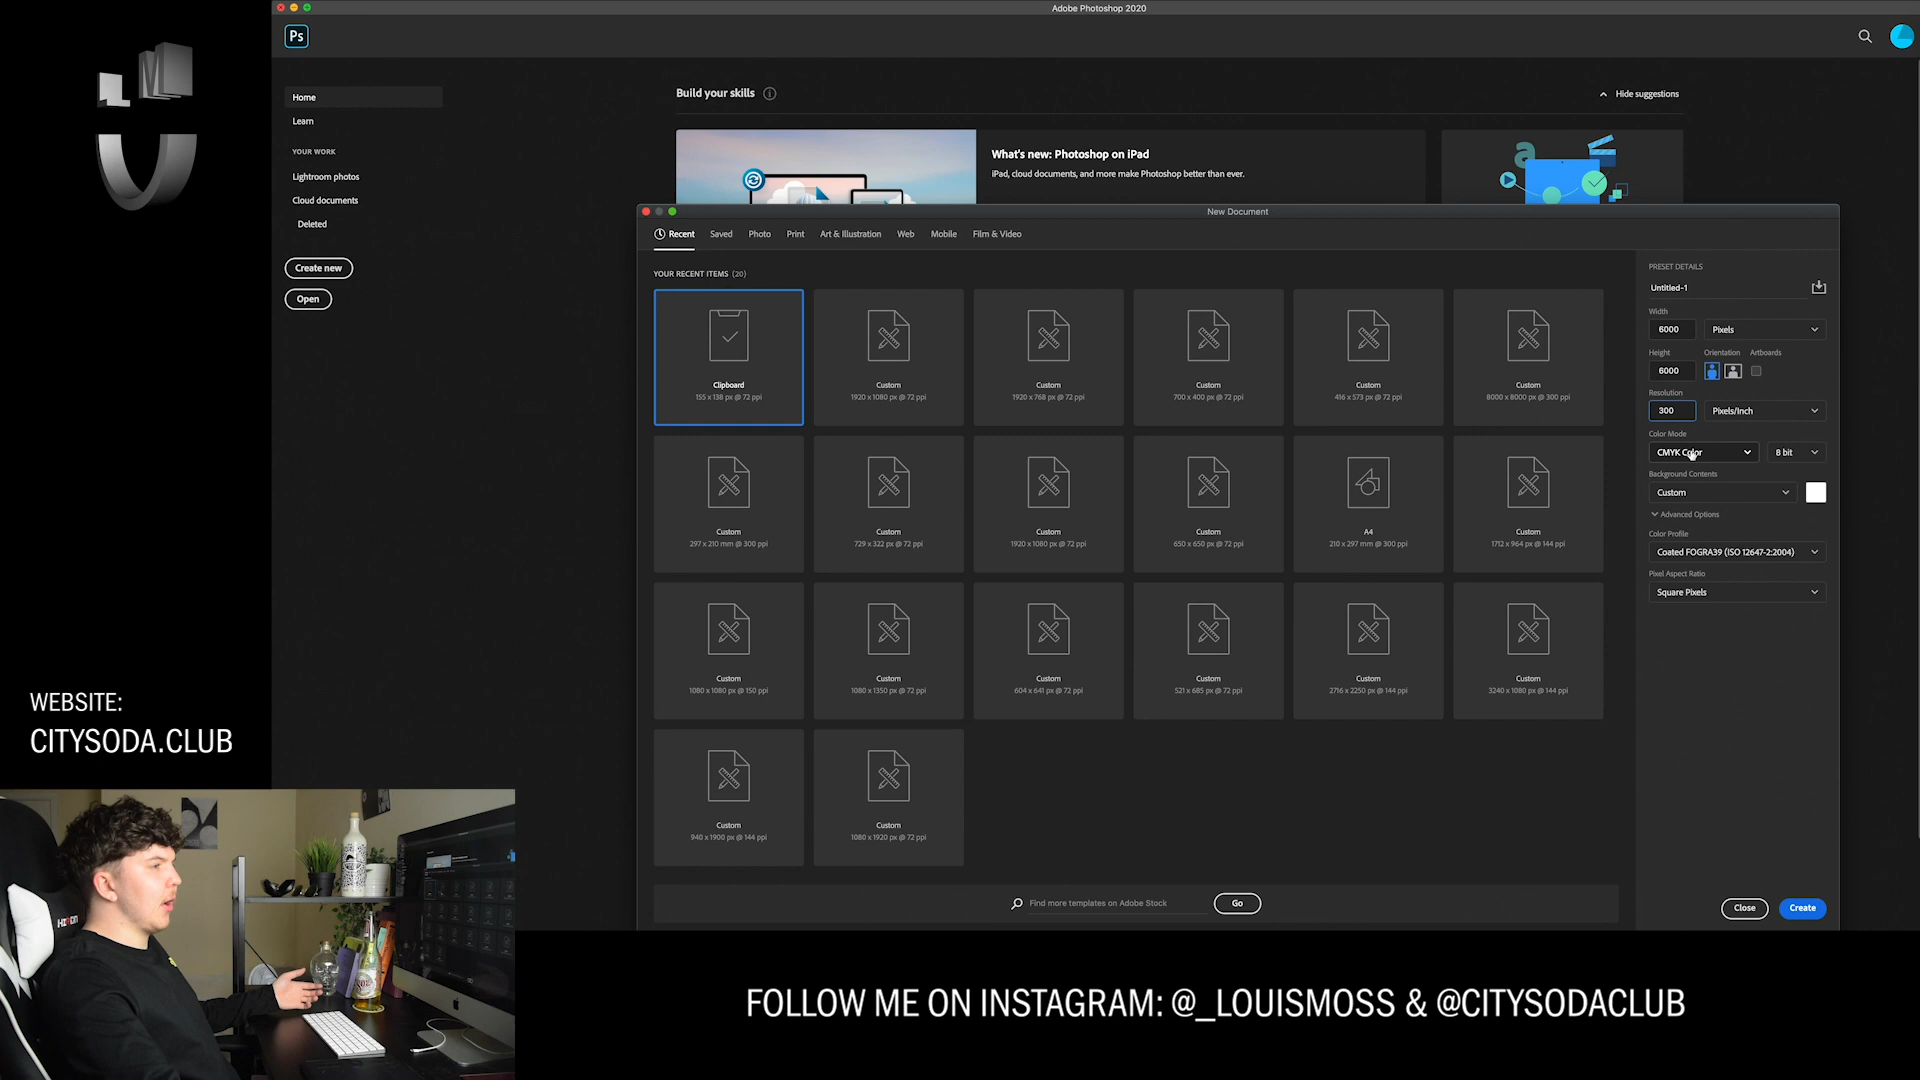 Adobe Photoshop 2020
Ps
LM
Home
Learn
YOUR WORK
Lightroom photos
Cloud documents
Deleted
Create new
Open
Build your skills
Hide suggestions
What's new: Photoshop on iPad
iPad, cloud documents, and more make Photoshop better than ever.
New Document
Recent Saved Photo Print Art & Illustration Web Mobile Film & Video
YOUR RECENT ITEMS (20)
Clipboard
155 x 138 px @ 72 ppi
Custom
1920 x 1080 px @ 72 ppi
Custom
1920 x 768 px @ 72 ppi
Custom
700 x 400 px @ 72 ppi
Custom
416 x 573 px @ 72 ppi
Custom
8000 x 8000 px @ 300 ppi
Custom
297 x 210 mm @ 300 ppi
Custom
729 x 322 px @ 72 ppi
Custom
1920 x 1080 px @ 72 ppi
Custom
650 x 650 px @ 72 ppi
A4
210 x 297 mm @ 300 ppi
Custom
1712 x 964 px @ 144 ppi
Custom
1080 x 1080 px @ 150 ppi
Custom
1080 x 1350 px @ 72 ppi
Custom
604 x 641 px @ 72 ppi
Custom
521 x 685 px @ 72 ppi
Custom
2716 x 2250 px @ 144 ppi
Custom
3240 x 1080 px @ 144 ppi
Custom
940 x 1900 px @ 144 ppi
Custom
1080 x 1920 px @ 72 ppi
Find more templates on Adobe Stock
Go
PRESET DETAILS
Untitled-1
Width
6000 Pixels
Height Orientation Artboards
6000
Resolution
300 Pixels/Inch
Color Mode
CMYK Color 8 bit
Background Contents
Custom
Advanced Options
Color Profile
Coated FOGRA39 (ISO 12647-2:2004)
Pixel Aspect Ratio
Square Pixels
Close
Create
WEBSITE:
CITYSODA.CLUB
FOLLOW ME ON INSTAGRAM: @_LOUISMOSS & @CITYSODACLUB